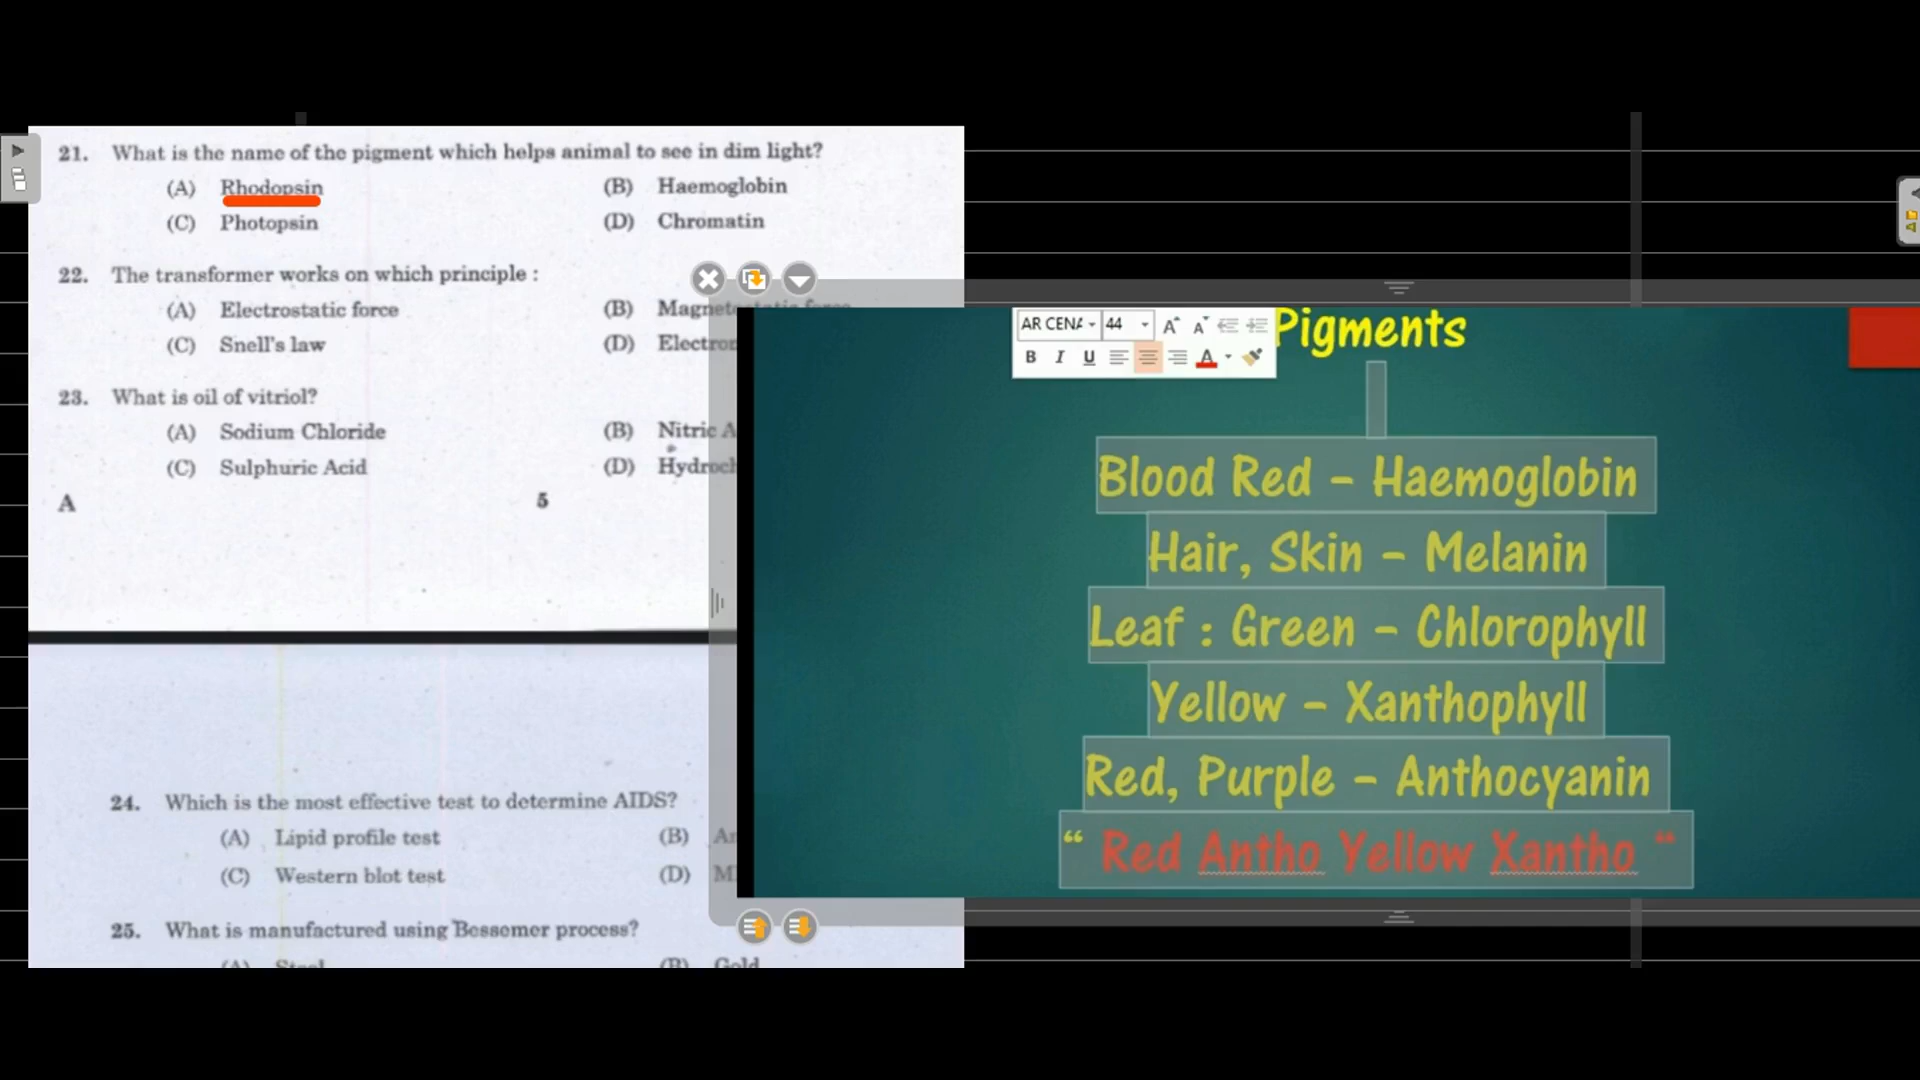 21. What is the name of the pigment which helps animal to see in dim light?
(A) Rhodopsin (B) Haemoglobin
(C) Photopsin (D) Chromatin
22. The transformer works on which principle :
(A) Electrostatic force (B)
(C) Snell's law (D)
23. What is oil of vitriol?
(A) Sodium Chloride (B) Nitric A
(C) Sulphuric Acid (D) Hydroch
A 5
24. Which is the most effective test to determine AIDS?
(A) Lipid profile test (B)
(C) Western blot test (D)
25. What is manufactured using Bessemer process?
(A) Steel (B) Gold
AR CENA 44
B I U A
Pigments
Blood Red – Haemoglobin
Hair, Skin – Melanin
Leaf : Green – Chlorophyll
Yellow – Xanthophyll
Red, Purple – Anthocyanin
“ Red Antho Yellow Xantho “